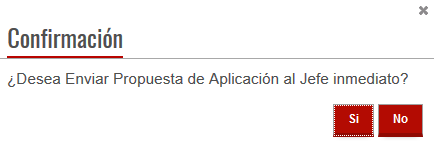 Confirmación
¿Desea Enviar Propuesta de Aplicación al Jefe inmediato?
Si No